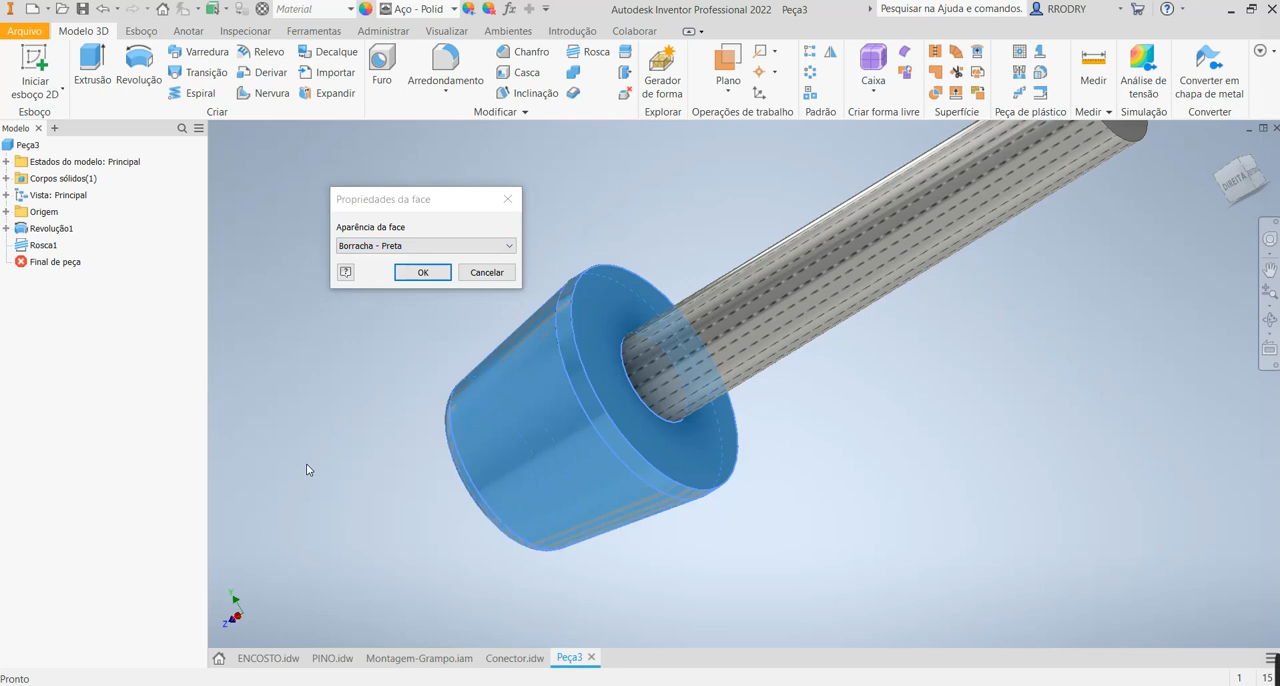 Material
Aço - Polid
fx
Autodesk Inventor Professional 2022 Peça3
Pesquisar na Ajuda e comandos.
RRODRY
Arquivo
Modelo 3D
Esboço
Anotar
Inspecionar
Ferramentas
Administrar
Visualizar
Ambientes
Introdução
Colaborar
Iniciar
esboço 2D
Extrusão
Revolução
Varredura
Transição
Espiral
Relevo
Derivar
Nervura
Decalque
Importar
Expandir
Furo
Arredondamento
Chanfro
Casca
Inclinação
Rosca
Gerador
de forma
Plano
Caixa
Medir
Análise de
tensão
Converter em
chapa de metal
Esboço
Criar
Modificar
Explorar
Operações de trabalho
Padrão
Criar forma livre
Superfície
Peça de plástico
Medir
Simulação
Converter
Modelo
Peça3
Estados do modelo: Principal
Corpos sólidos(1)
Vista: Principal
Origem
Revolução1
Rosca1
Final de peça
Propriedades da face
Aparência da face
Borracha - Preta
OK
Cancelar
DIREITA
Y
Z
ENCOSTO.idw
PINO.idw
Montagem-Grampo.iam
Conector.idw
Peça3
Pronto
1
15